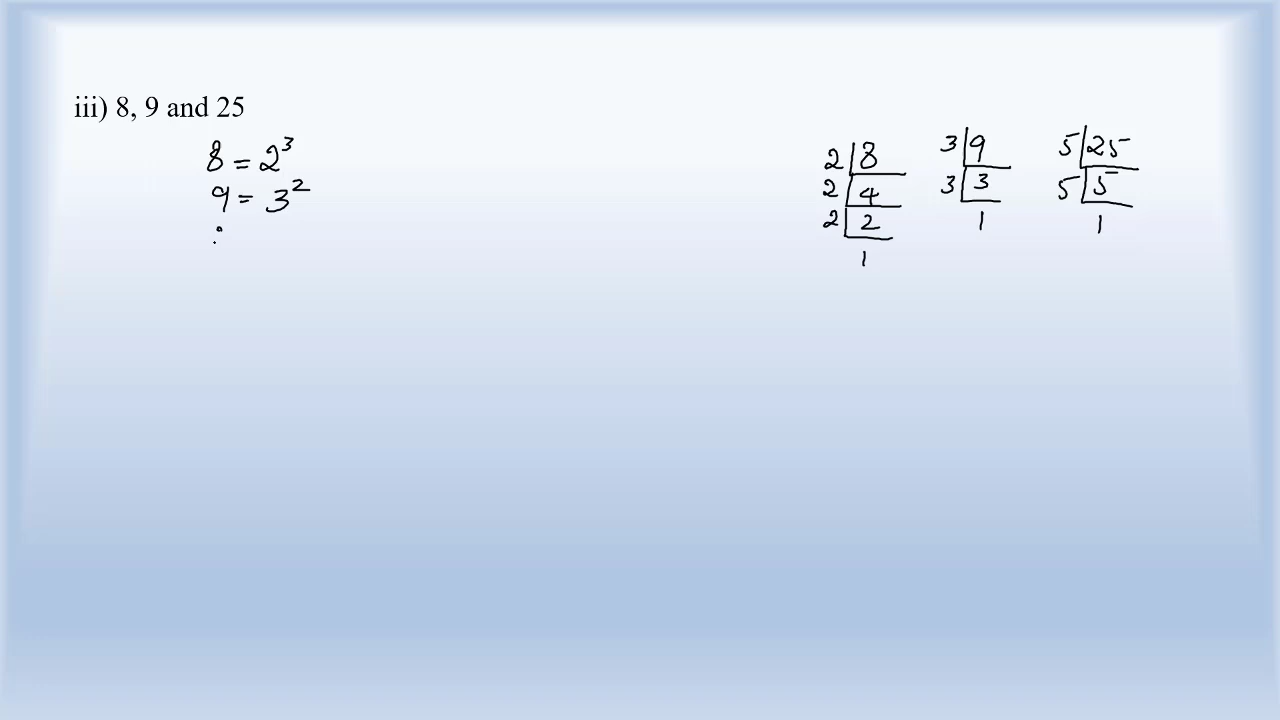 iii) 8, 9 and 25
8 = 2³
9 = 3²
2 | 8
2 | 4
2 | 2
1
3 | 9
3 | 3
1
5 | 25
5 | 5
1